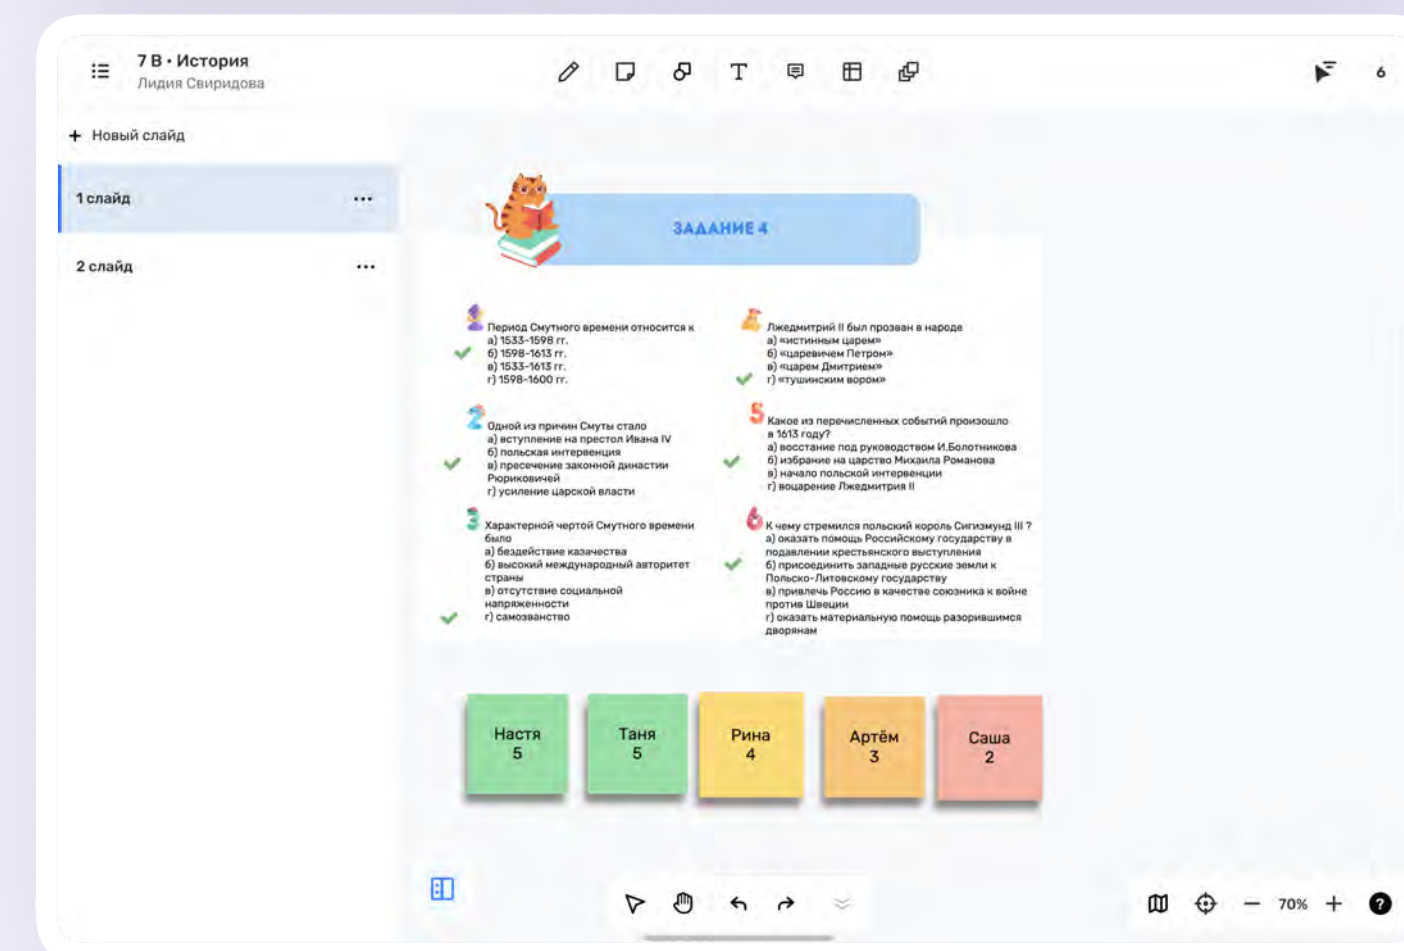 7 В • История
Лидия Свиридова
6
+ Новый слайд
1 слайд
2 слайд
ЗАДАНИЕ 4
1
Период Смутного времени относится к
а) 1533-1598 гг.
б) 1598-1613 гг.
в) 1533-1613 гг.
г) 1598-1600 гг.
2
Одной из причин Смуты стало
а) вступление на престол Ивана IV
б) польская интервенция
в) пресечение законной династии
Рюриковичей
г) усиление царской власти
3
Характерной чертой Смутного времени
было
а) бездействие казачества
б) высокий международный авторитет
страны
в) отсутствие социальной
напряженности
г) самозванство
4
Лжедмитрий II был прозван в народе
а) «истинным царем»
б) «царевичем Петром»
в) «царем Дмитрием»
г) «тушинским вором»
5
Какое из перечисленных событий произошло
в 1613 году?
а) восстание под руководством И.Болотникова
б) избрание на царство Михаила Романова
в) начало польской интервенции
г) воцарение Лжедмитрия II
6
К чему стремился польский король Сигизмунд III ?
а) оказать помощь Российскому государству в
подавлении крестьянского выступления
б) присоединить западные русские земли к
Польско-Литовскому государству
в) привлечь Россию в качестве союзника к войне
против Швеции
г) оказать материальную помощь разорившимся
дворянам
Настя
5
Таня
5
Рина
4
Артём
3
Саша
2
70%
?